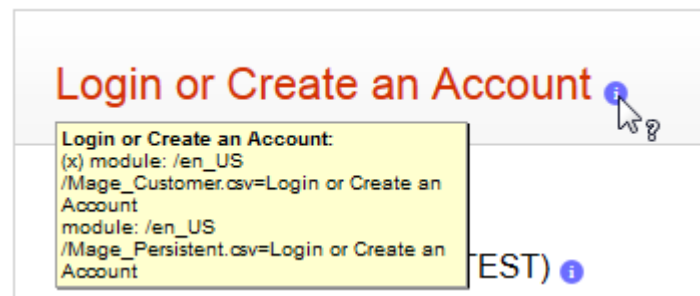 Login or Create an Account
Login or Create an Account:
(x) module: /en_US
/Mage_Customer.csv=Login or Create an
Account
module: /en_US
/Mage_Persistent.csv=Login or Create an
Account
TEST)